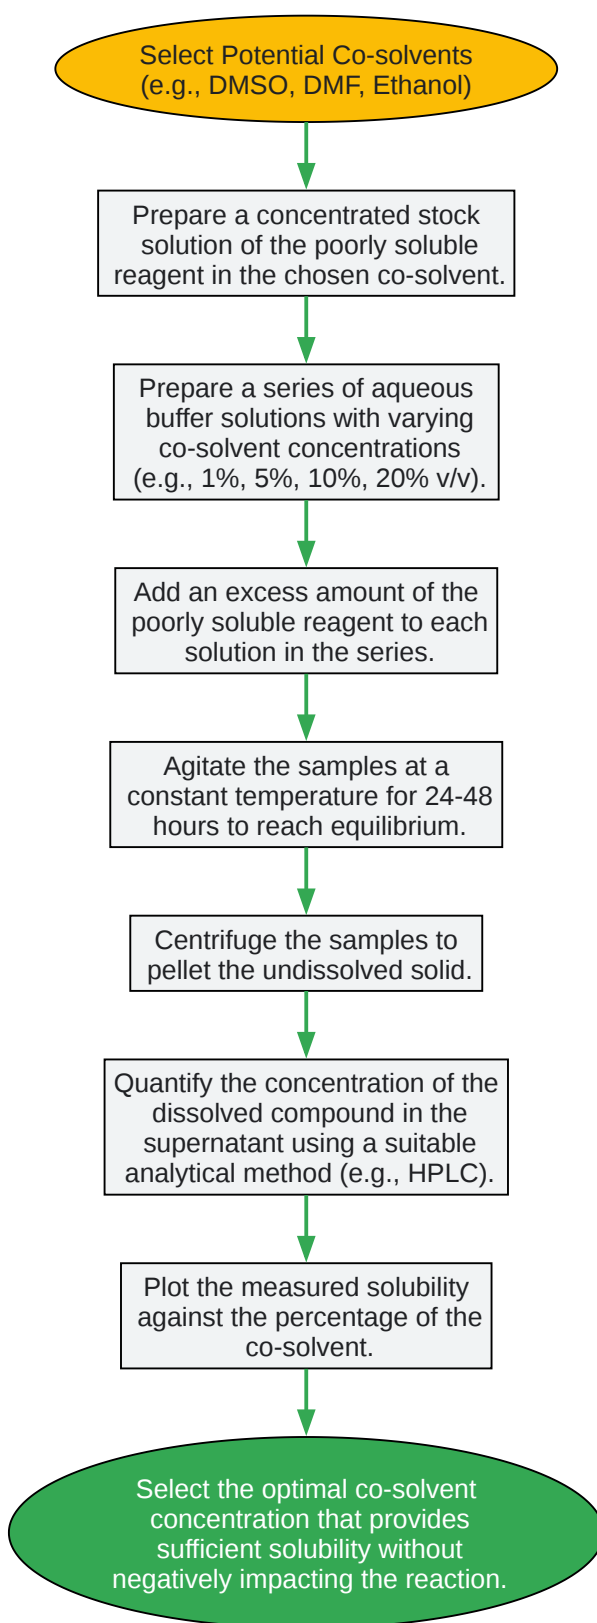 Select Potential Co-solvents
(e.g., DMSO, DMF, Ethanol)
Prepare a concentrated stock
solution of the poorly soluble
reagent in the chosen co-solvent.
Prepare a series of aqueous
buffer solutions with varying
co-solvent concentrations
(e.g., 1%, 5%, 10%, 20% v/v).
Add an excess amount of the
poorly soluble reagent to each
solution in the series.
Agitate the samples at a
constant temperature for 24-48
hours to reach equilibrium.
Centrifuge the samples to
pellet the undissolved solid.
Quantify the concentration of the
dissolved compound in the
supernatant using a suitable
analytical method (e.g., HPLC).
Plot the measured solubility
against the percentage of the
co-solvent.
Select the optimal co-solvent
concentration that provides
sufficient solubility without
negatively impacting the reaction.